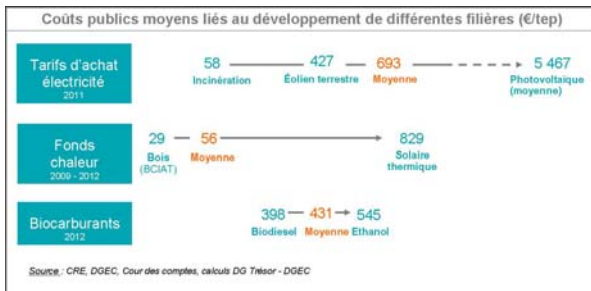 Coûts publics moyens liés au développement de différentes filières (€/tep)
Tarifs d'achat
électricité
2011
58
427
693
5 467
Incinération
Éolien terrestre
Moyenne
Photovoltaïque
(moyenne)
Fonds
chaleur
2009 - 2012
29
56
829
Bois
(BCIAT)
Moyenne
Solaire
thermique
Biocarburants
2012
398
431
545
Biodiesel
Moyenne
Ethanol
Source : CRE, DGEC, Cour des comptes, calculs DG Trésor - DGEC